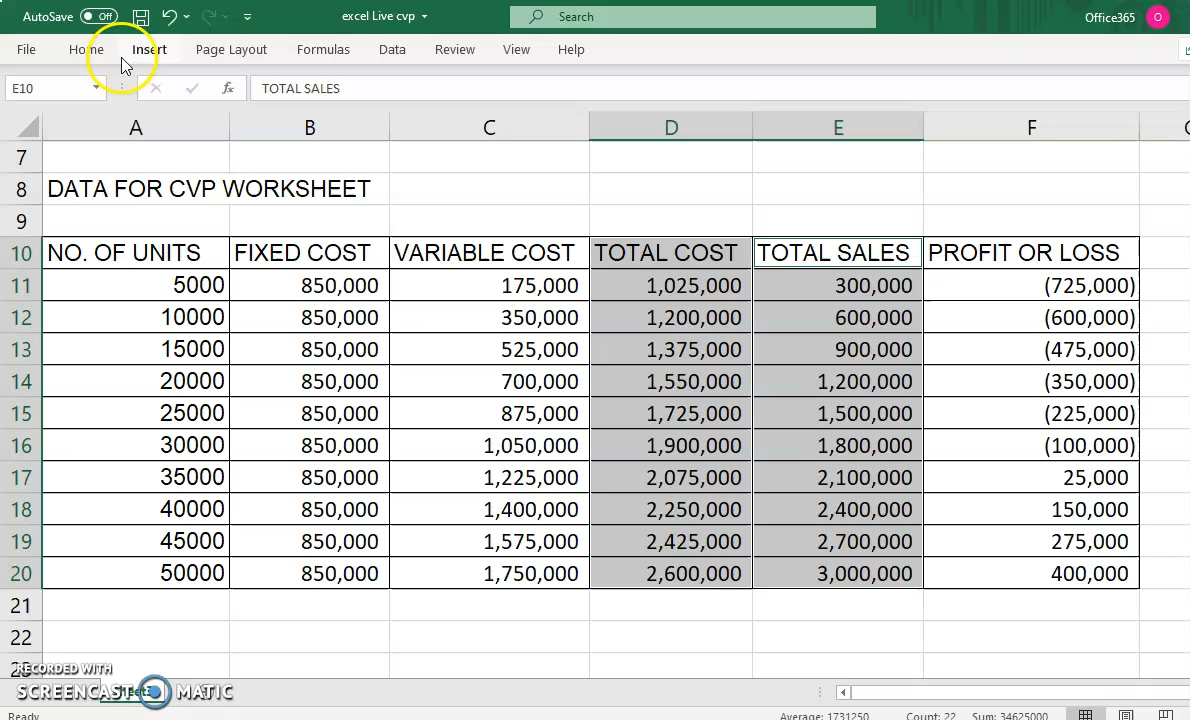 AutoSave Off excel Live cvp Search Office365 O
File Home Insert Page Layout Formulas Data Review View Help
E10 fx TOTAL SALES
A B C D E F
7
8 DATA FOR CVP WORKSHEET
9
10 NO. OF UNITS FIXED COST VARIABLE COST TOTAL COST TOTAL SALES PROFIT OR LOSS
11 5000 850,000 175,000 1,025,000 300,000 (725,000)
12 10000 850,000 350,000 1,200,000 600,000 (600,000)
13 15000 850,000 525,000 1,375,000 900,000 (475,000)
14 20000 850,000 700,000 1,550,000 1,200,000 (350,000)
15 25000 850,000 875,000 1,725,000 1,500,000 (225,000)
16 30000 850,000 1,050,000 1,900,000 1,800,000 (100,000)
17 35000 850,000 1,225,000 2,075,000 2,100,000 25,000
18 40000 850,000 1,400,000 2,250,000 2,400,000 150,000
19 45000 850,000 1,575,000 2,425,000 2,700,000 275,000
20 50000 850,000 1,750,000 2,600,000 3,000,000 400,000
21
22
RECORDED WITH
SCREENCAST MATIC
Ready Average: 1731250 Count: 22 Sum: 34625000